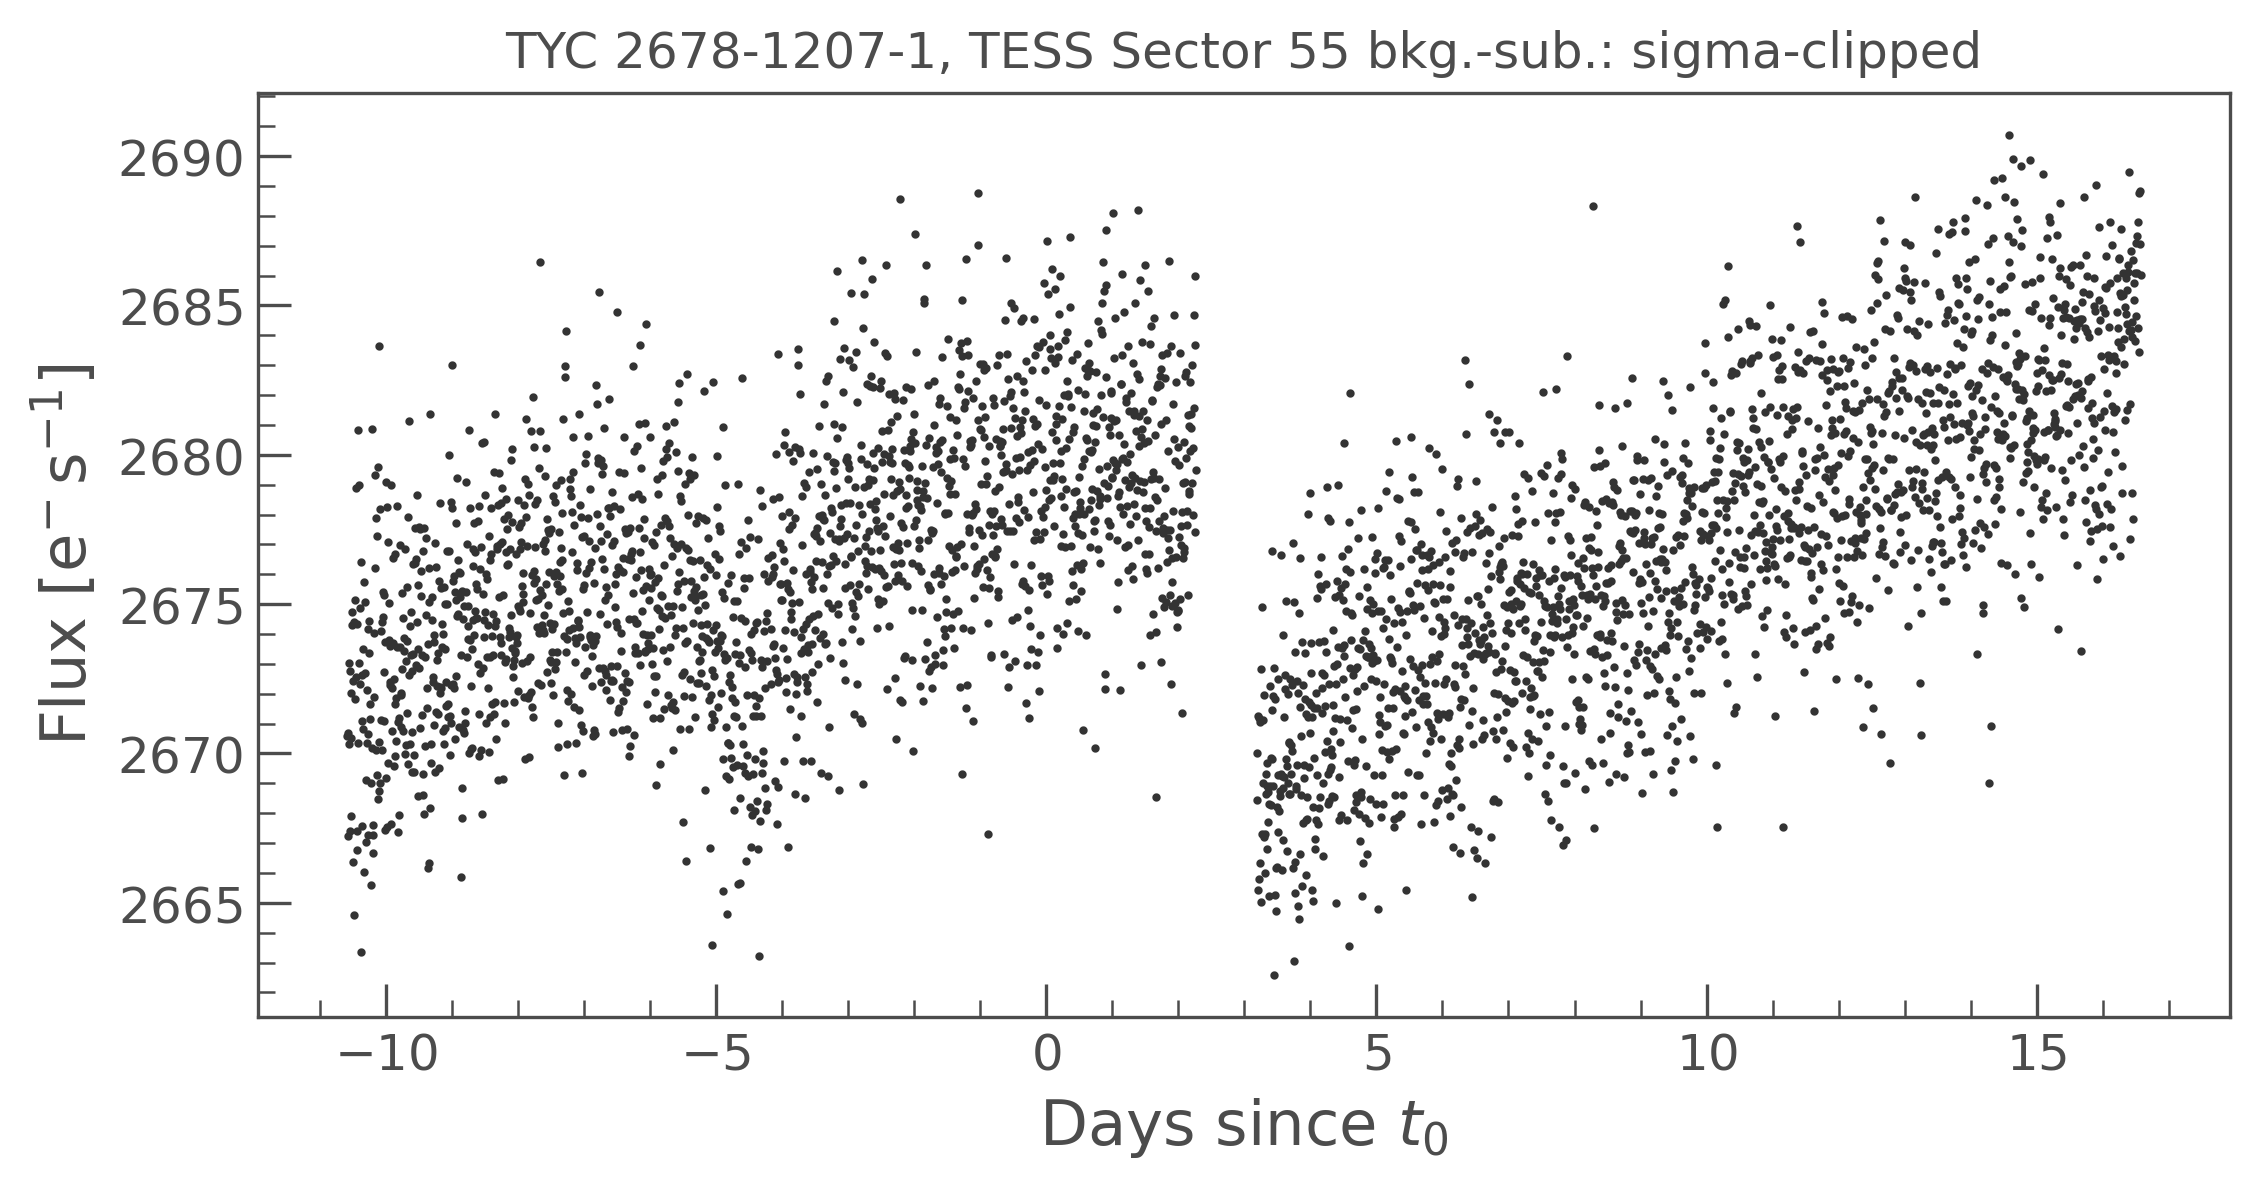 TYC 2678-1207-1, TESS Sector 55 bkg.-sub.: sigma-clipped
Flux [e⁻ s⁻¹]
2690
2685
2680
2675
2670
2665
−10 −5 0 5 10 15
Days since t₀